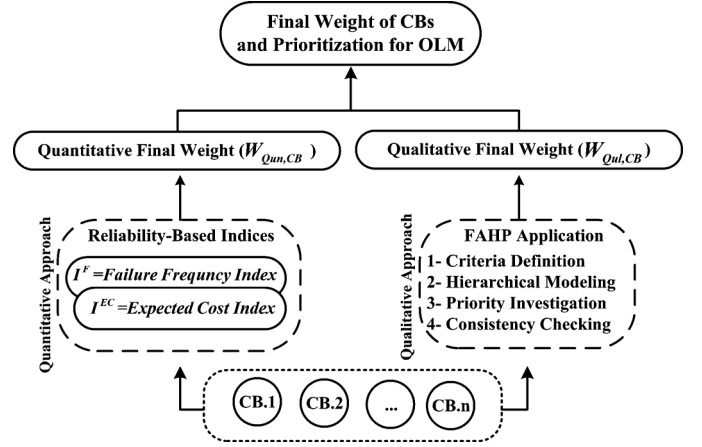 Final Weight of CBs
and Prioritization for OLM
Quantitative Final Weight (W_Qun,CB )
Qualitative Final Weight (W_Qul,CB )
Quantitative Approach
Reliability-Based Indices
I^F =Failure Frequncy Index
I^EC =Expected Cost Index
Qualitative Approach
FAHP Application
1- Criteria Definition
2- Hierarchical Modeling
3- Priority Investigation
4- Consistency Checking
CB.1
CB.2
...
CB.n